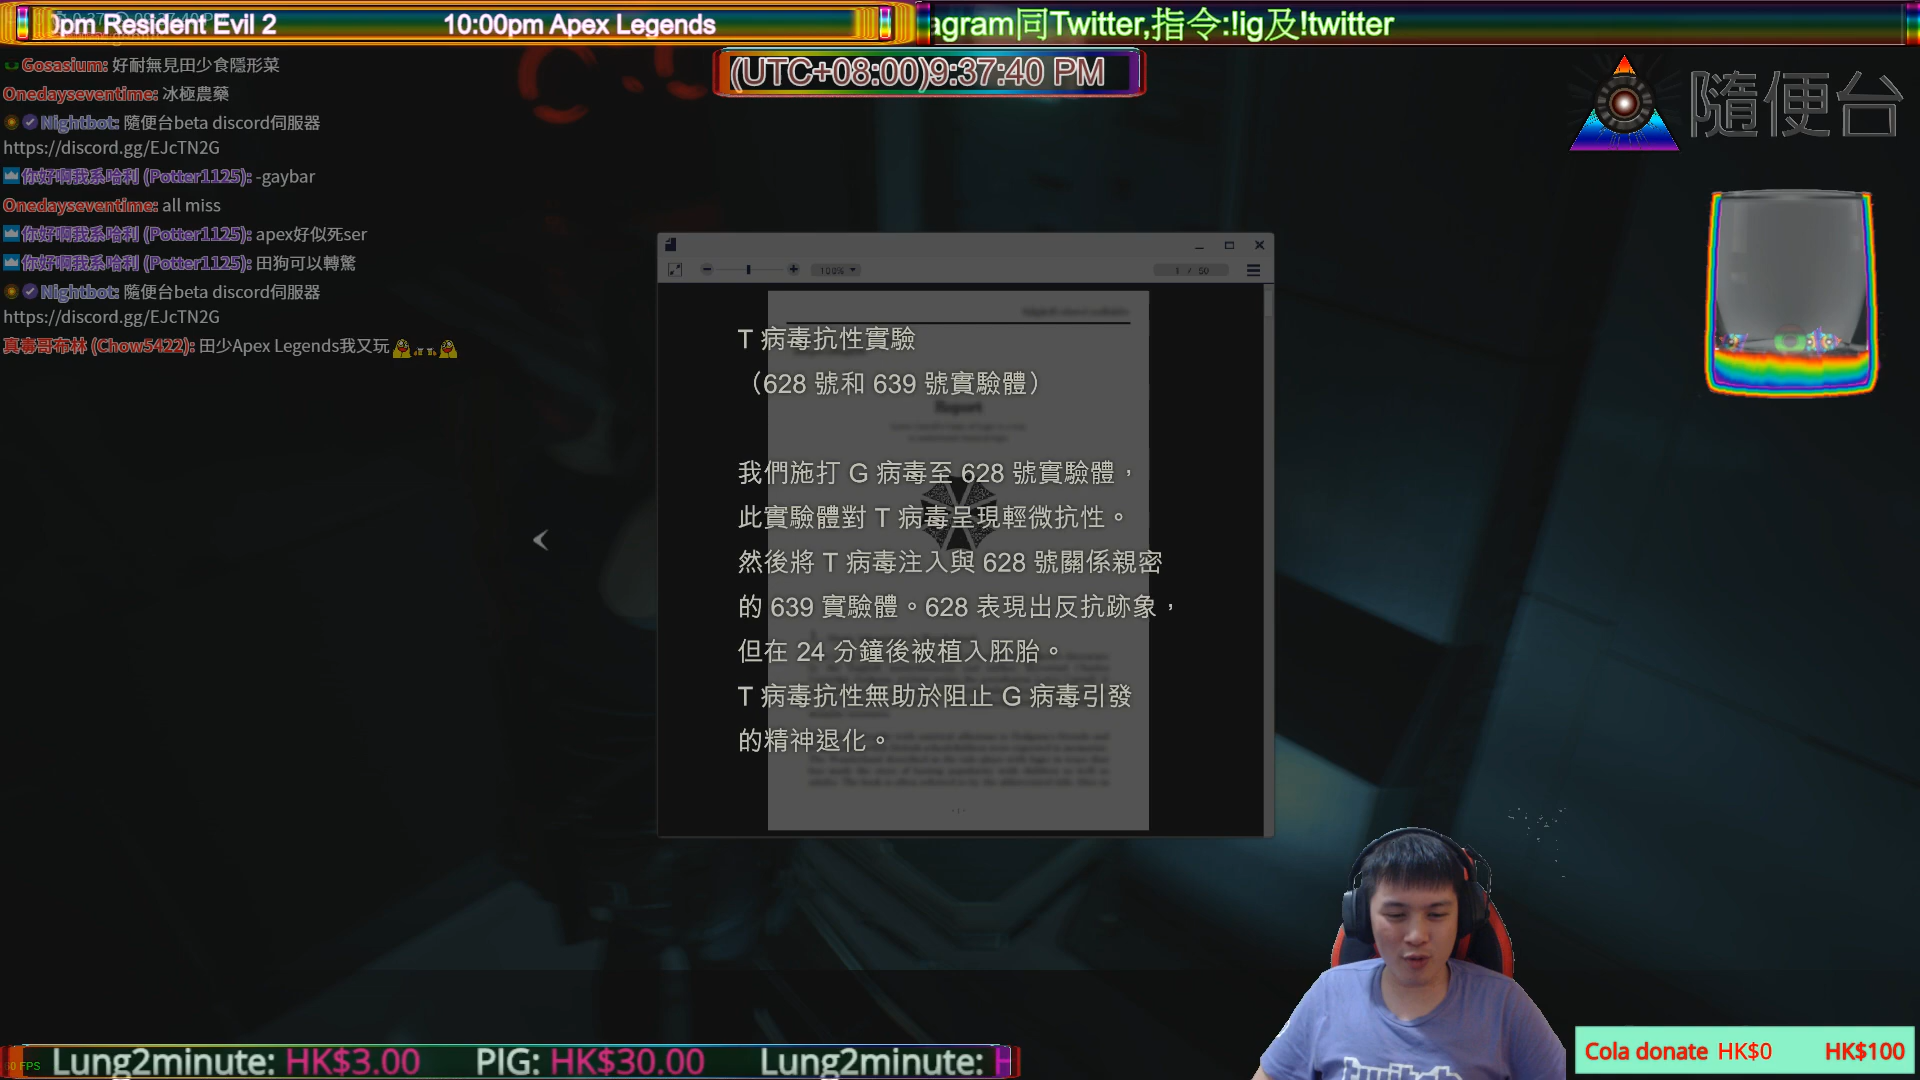 0pm Resident Evil 2
10:00pm Apex Legends
agram同Twitter,指令:!ig及!twitter
(UTC+08:00)9:37:40 PM
隨便台
Gosasium: 好耐無見田少食隱形菜
Onedayseventime: 冰極農藥
Nightbot: 隨便台beta discord伺服器
https://discord.gg/EJcTN2G
你好啊我系哈利 (Potter1125): -gaybar
Onedayseventime: all miss
你好啊我系哈利 (Potter1125): apex好似死ser
你好啊我系哈利 (Potter1125): 田狗可以轉驚
Nightbot: 隨便台beta discord伺服器
https://discord.gg/EJcTN2G
真毒哥布林 (Chow5422): 田少Apex Legends我又玩
100%
1 / 50
T 病毒抗性實驗
（628 號和 639 號實驗體）
Report
我們施打 G 病毒至 628 號實驗體，
此實驗體對 T 病毒呈現輕微抗性。
然後將 T 病毒注入與 628 號關係親密
的 639 實驗體。628 表現出反抗跡象，
但在 24 分鐘後被植入胚胎。
T 病毒抗性無助於阻止 G 病毒引發
的精神退化。
60 FPS
Lung2minute: HK$3.00
PIG: HK$30.00
Lung2minute: H
twitch
Cola donate HK$0
HK$100